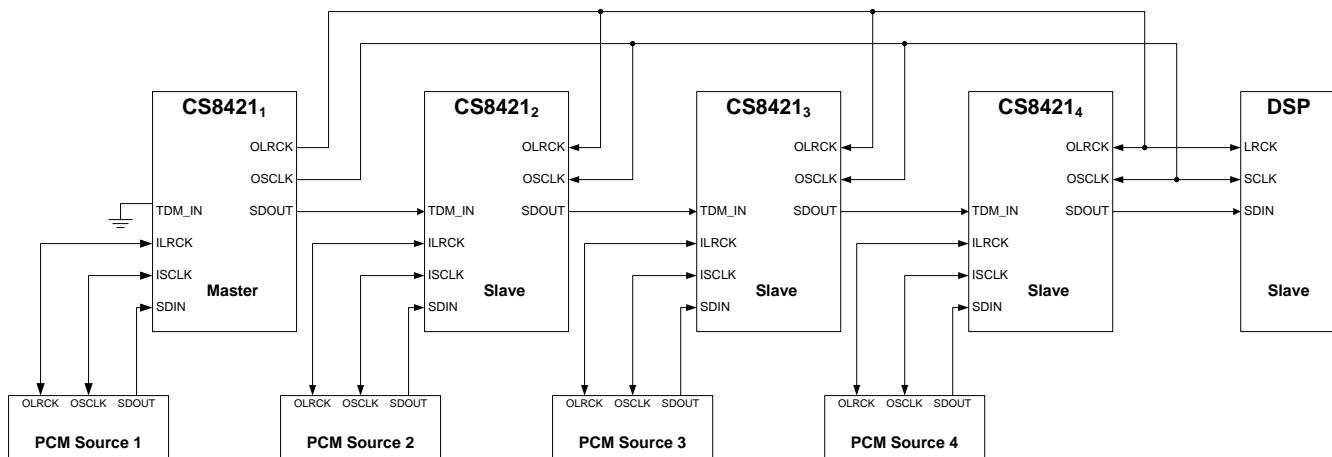 CS8421₁
OLRCK
OSCLK
TDM_IN
SDOUT
ILRCK
ISCLK
Master
SDIN
CS8421₂
OLRCK
OSCLK
TDM_IN
SDOUT
ILRCK
ISCLK
Slave
SDIN
CS8421₃
OLRCK
OSCLK
TDM_IN
SDOUT
ILRCK
ISCLK
Slave
SDIN
CS8421₄
OLRCK
OSCLK
TDM_IN
SDOUT
ILRCK
ISCLK
Slave
SDIN
DSP
LRCK
SCLK
SDIN
Slave
OLRCK OSCLK SDOUT
PCM Source 1
OLRCK OSCLK SDOUT
PCM Source 2
OLRCK OSCLK SDOUT
PCM Source 3
OLRCK OSCLK SDOUT
PCM Source 4